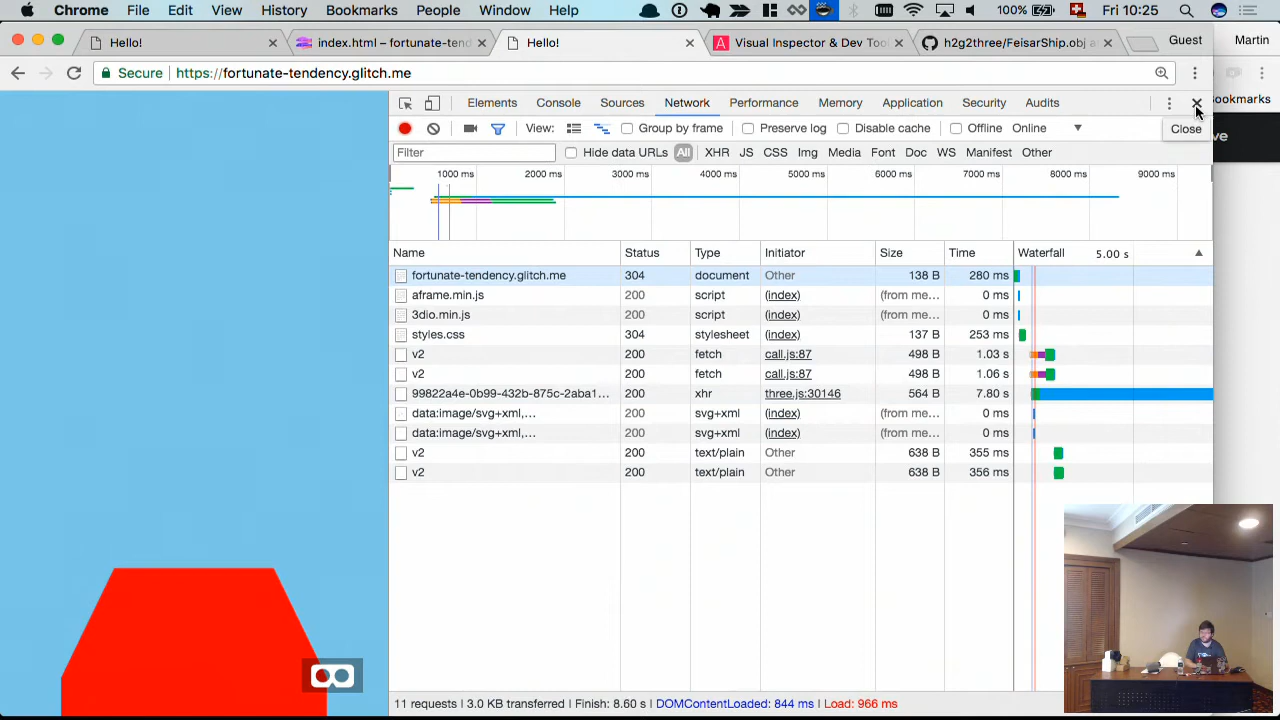 Chrome File Edit View History Bookmarks People Window Help 100% Fri 10:25
Hello! index.html – fortunate-tend Hello! Visual Inspector & Dev Tool h2g2three/FeisarShip.obj a Guest Martin
Secure https://fortunate-tendency.glitch.me
Elements Console Sources Network Performance Memory Application Security Audits ookmarks
View: Group by frame Preserve log Disable cache Offline Online Close ve
Filter Hide data URLs All XHR JS CSS Img Media Font Doc WS Manifest Other
1000 ms 2000 ms 3000 ms 4000 ms 5000 ms 6000 ms 7000 ms 8000 ms 9000 ms
Name Status Type Initiator Size Time Waterfall 5.00 s
fortunate-tendency.glitch.me 304 document Other 138 B 280 ms
aframe.min.js 200 script (index) (from me... 0 ms
3dio.min.js 200 script (index) (from me... 0 ms
styles.css 304 stylesheet (index) 137 B 253 ms
v2 200 fetch call.js:87 498 B 1.03 s
v2 200 fetch call.js:87 498 B 1.06 s
99822a4e-0b99-432b-875c-2aba1... 200 xhr three.js:30146 564 B 7.80 s
data:image/svg+xml,... 200 svg+xml (index) (from me... 0 ms
data:image/svg+xml,... 200 svg+xml (index) (from me... 0 ms
v2 200 text/plain Other 638 B 355 ms
v2 200 text/plain Other 638 B 356 ms
KB transferred | Finish: 8.60 s | DOMContentLoaded: 844 ms | Load: 966 ms